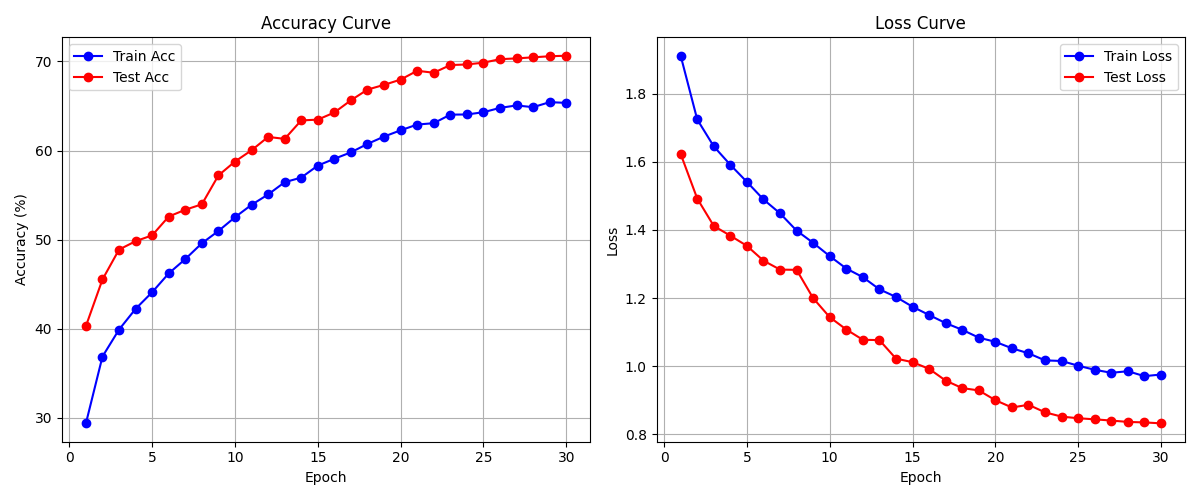 Accuracy Curve
Train Acc
Test Acc
70
60
50
40
30
Accuracy (%)
0 5 10 15 20 25 30
Epoch
Loss Curve
Train Loss
Test Loss
1.8
1.6
1.4
1.2
1.0
0.8
Loss
0 5 10 15 20 25 30
Epoch